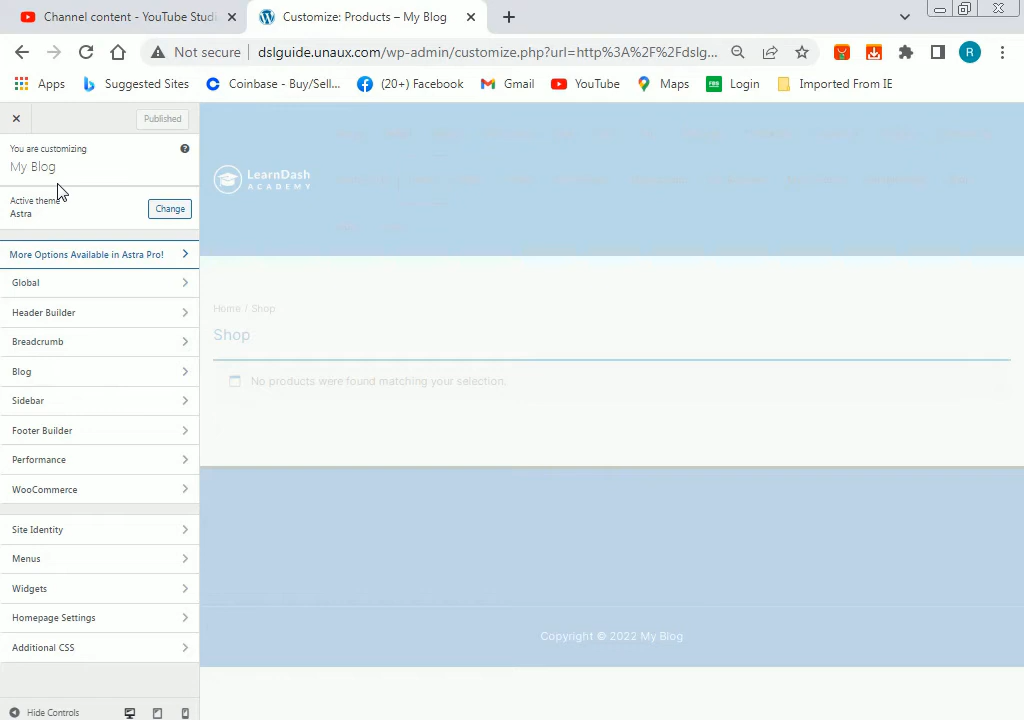 Channel content - YouTube Studi
Customize: Products – My Blog
Not secure
dslguide.unaux.com/wp-admin/customize.php?url=http%3A%2F%2Fdslg...
R
Apps
Suggested Sites
Coinbase - Buy/Sell...
(20+) Facebook
Gmail
YouTube
Maps
Login
Imported From IE
Published
You are customizing
My Blog
Active theme
Astra
Change
More Options Available in Astra Pro!
Global
Header Builder
Breadcrumb
Blog
Sidebar
Footer Builder
Performance
WooCommerce
Site Identity
Menus
Widgets
Homepage Settings
Additional CSS
Hide Controls
LearnDash
ACADEMY
Home / Shop
Shop
No products were found matching your selection.
Copyright © 2022 My Blog